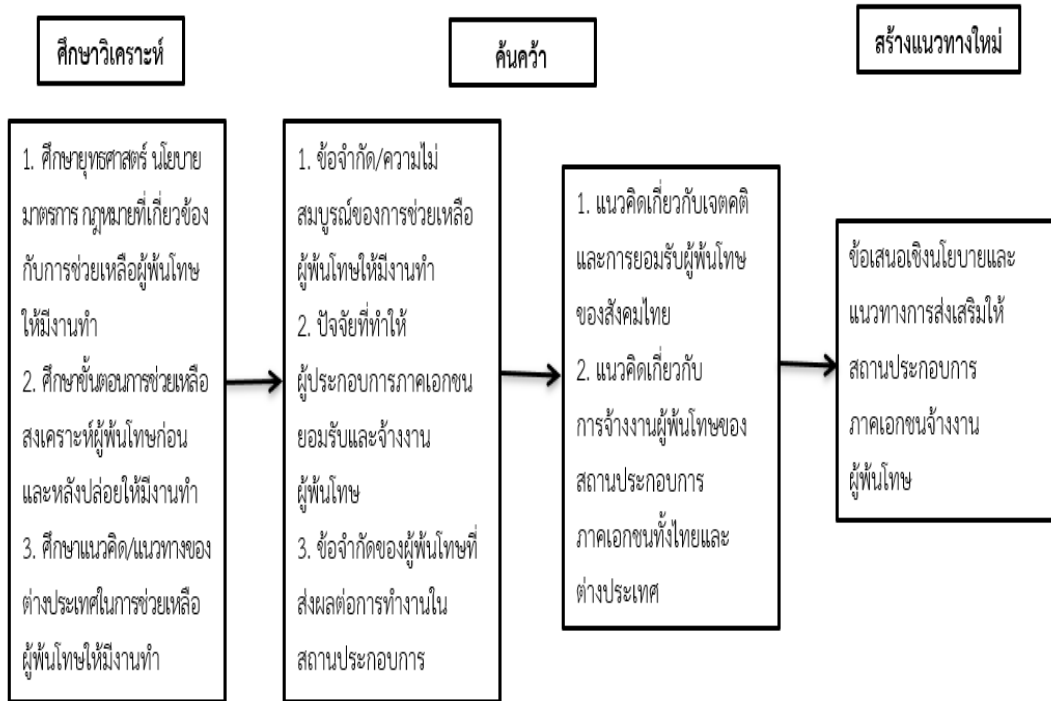 ศึกษาวิเคราะห์
ค้นคว้า
สร้างแนวทางใหม่
1. ศึกษายุทธศาสตร์ นโยบาย
มาตรการ กฎหมายที่เกี่ยวข้อง
กับการช่วยเหลือผู้พ้นโทษ
ให้มีงานทำ
2. ศึกษาขั้นตอนการช่วยเหลือ
สงเคราะห์ผู้พ้นโทษก่อน
และหลังปล่อยให้มีงานทำ
3. ศึกษาแนวคิด/แนวทางของ
ต่างประเทศในการช่วยเหลือ
ผู้พ้นโทษให้มีงานทำ
1. ข้อจำกัด/ความไม่
สมบูรณ์ของการช่วยเหลือ
ผู้พ้นโทษให้มีงานทำ
2. ปัจจัยที่ทำให้
ผู้ประกอบการภาคเอกชน
ยอมรับและจ้างงาน
ผู้พ้นโทษ
3. ข้อจำกัดของผู้พ้นโทษที่
ส่งผลต่อการทำงานใน
สถานประกอบการ
1. แนวคิดเกี่ยวกับเจตคติ
และการยอมรับผู้พ้นโทษ
ของสังคมไทย
2. แนวคิดเกี่ยวกับ
การจ้างงานผู้พ้นโทษของ
สถานประกอบการ
ภาคเอกชนทั้งไทยและ
ต่างประเทศ
ข้อเสนอเชิงนโยบายและ
แนวทางการส่งเสริมให้
สถานประกอบการ
ภาคเอกชนจ้างงาน
ผู้พ้นโทษ